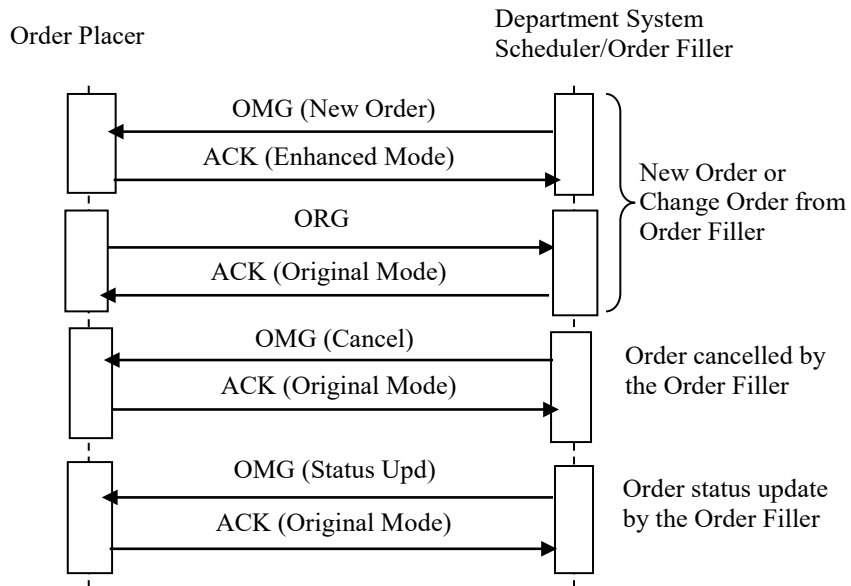 Order Placer
Department System
Scheduler/Order Filler
OMG (New Order)
ACK (Enhanced Mode)
New Order or
Change Order from
Order Filler
ORG
ACK (Original Mode)
OMG (Cancel)
ACK (Original Mode)
Order cancelled by
the Order Filler
OMG (Status Upd)
ACK (Original Mode)
Order status update
by the Order Filler